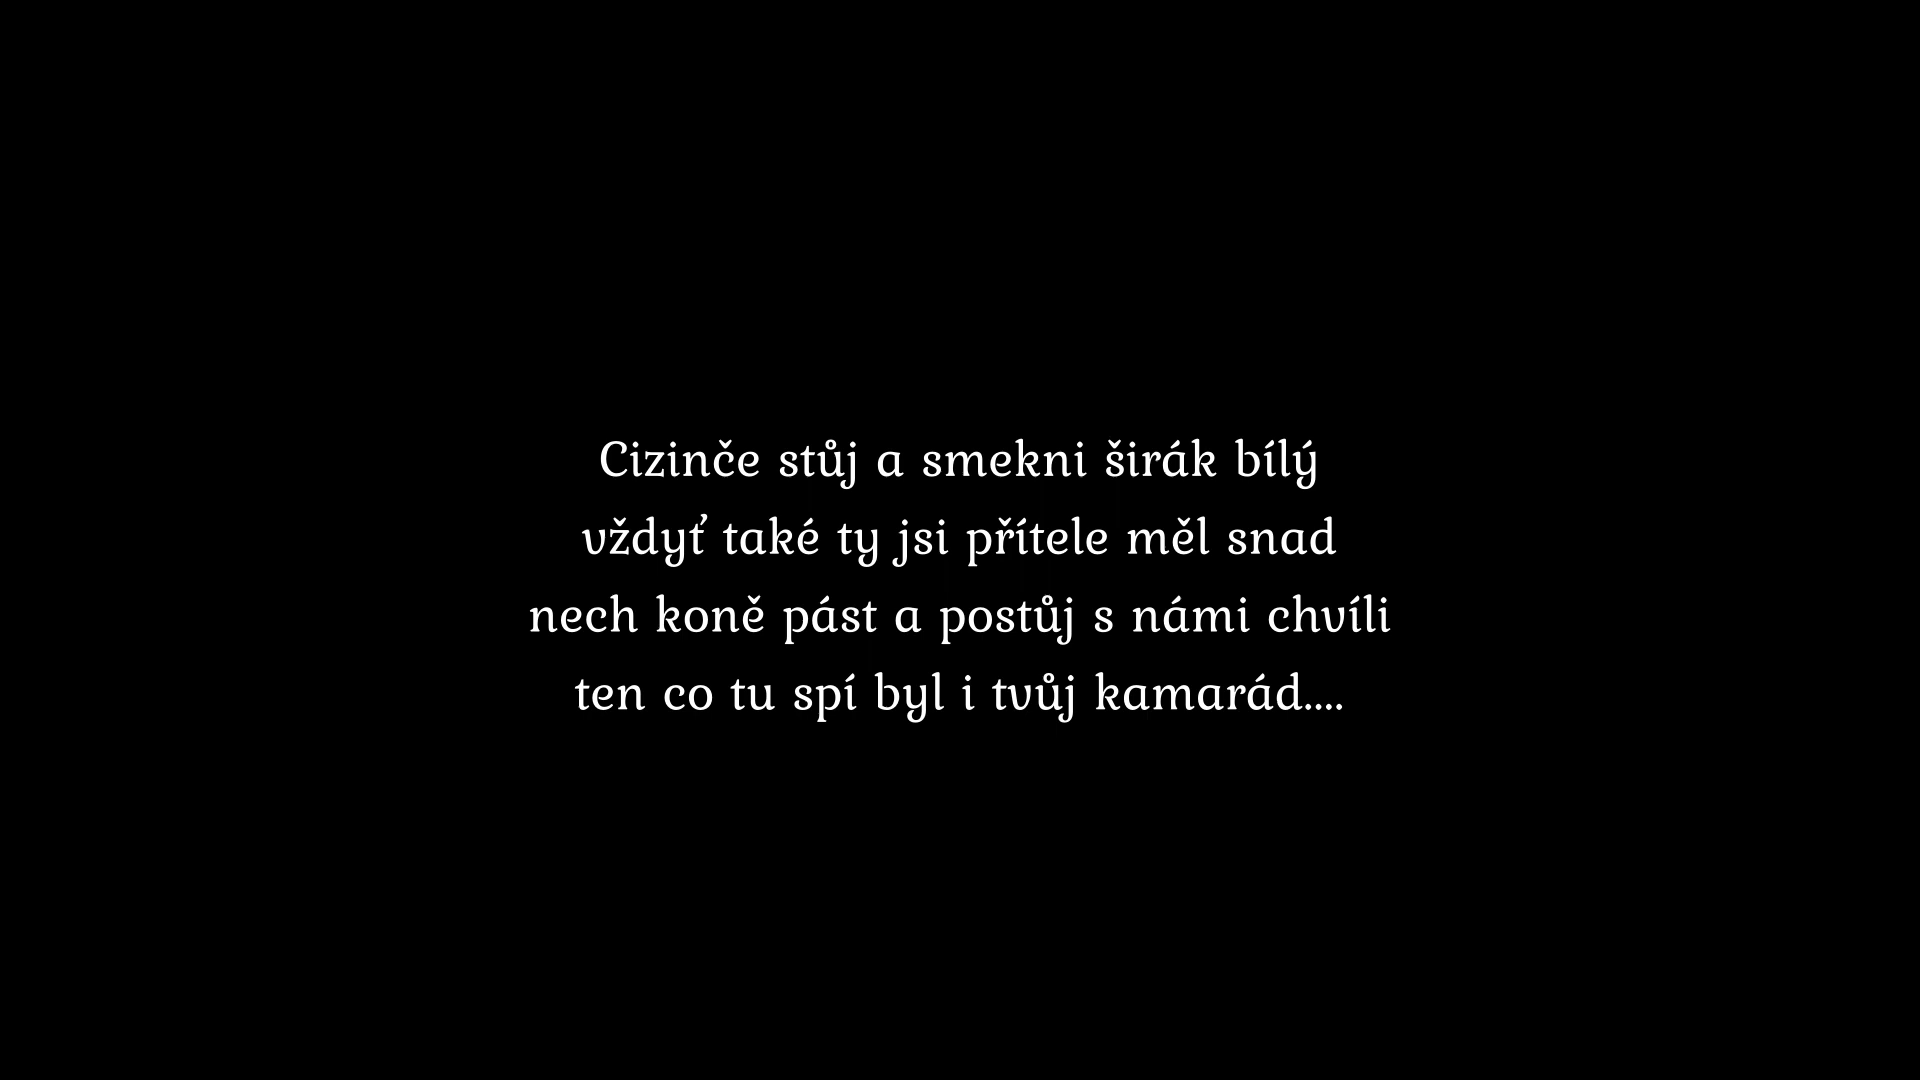 Cizinče stůj a smekni širák bílý
vždyť také ty jsi přítele měl snad
nech koně pást a postůj s námi chvíli
ten co tu spí byl i tvůj kamarád....